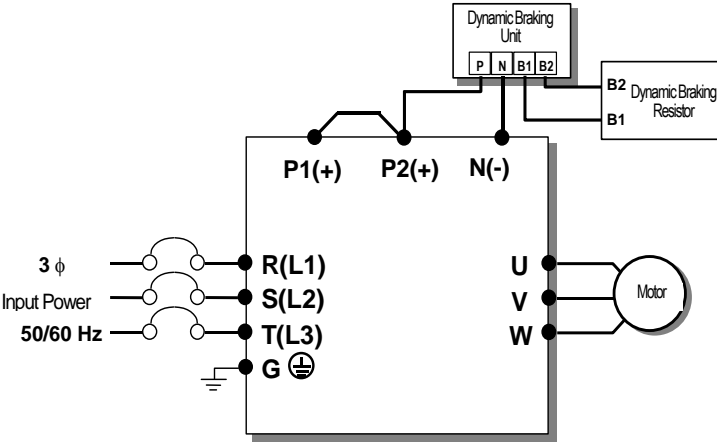 Dynamic Braking
Unit
P N B1 B2
B2 Dynamic Braking
Resistor
B1
P1(+) P2(+) N(-)
3 ϕ
R(L1)
U
Input Power
S(L2)
V
Motor
50/60 Hz
T(L3)
W
G